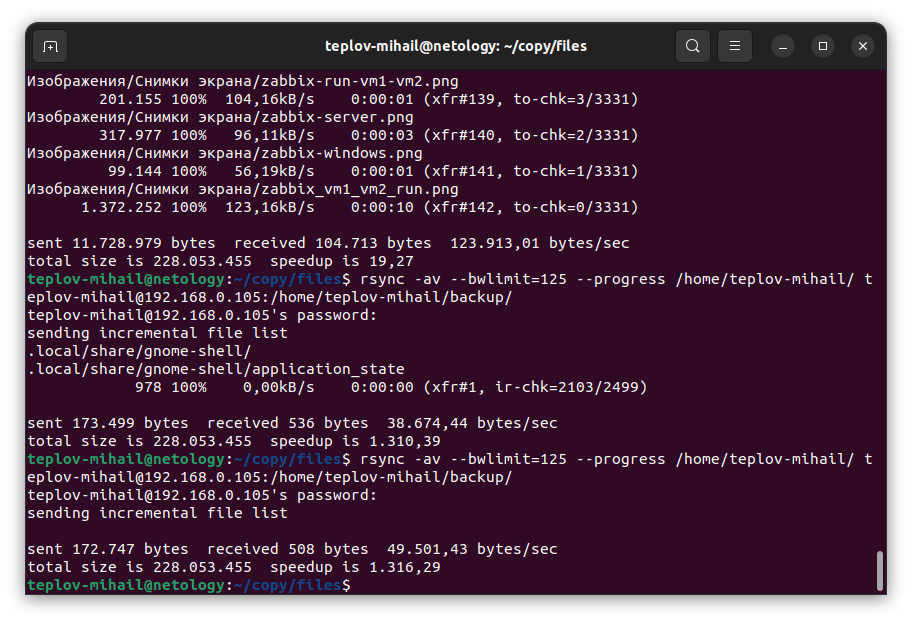 teplov-mihail@netology: ~/copy/files
Изображения/Снимки экрана/zabbix-run-vm1-vm2.png
201.155 100%  104,16kB/s    0:00:01 (xfr#139, to-chk=3/3331)
Изображения/Снимки экрана/zabbix-server.png
317.977 100%   96,11kB/s    0:00:03 (xfr#140, to-chk=2/3331)
Изображения/Снимки экрана/zabbix-windows.png
99.144 100%   56,19kB/s    0:00:01 (xfr#141, to-chk=1/3331)
Изображения/Снимки экрана/zabbix_vm1_vm2_run.png
1.372.252 100%  123,16kB/s    0:00:10 (xfr#142, to-chk=0/3331)
sent 11.728.979 bytes  received 104.713 bytes  123.913,01 bytes/sec
total size is 228.053.455  speedup is 19,27
teplov-mihail@netology:~/copy/files$ rsync -av --bwlimit=125 --progress /home/teplov-mihail/ t
eplov-mihail@192.168.0.105:/home/teplov-mihail/backup/
teplov-mihail@192.168.0.105's password:
sending incremental file list
.local/share/gnome-shell/
.local/share/gnome-shell/application_state
978 100%    0,00kB/s    0:00:00 (xfr#1, ir-chk=2103/2499)
sent 173.499 bytes  received 536 bytes  38.674,44 bytes/sec
total size is 228.053.455  speedup is 1.310,39
teplov-mihail@netology:~/copy/files$ rsync -av --bwlimit=125 --progress /home/teplov-mihail/ t
eplov-mihail@192.168.0.105:/home/teplov-mihail/backup/
teplov-mihail@192.168.0.105's password:
sending incremental file list
sent 172.747 bytes  received 508 bytes  49.501,43 bytes/sec
total size is 228.053.455  speedup is 1.316,29
teplov-mihail@netology:~/copy/files$